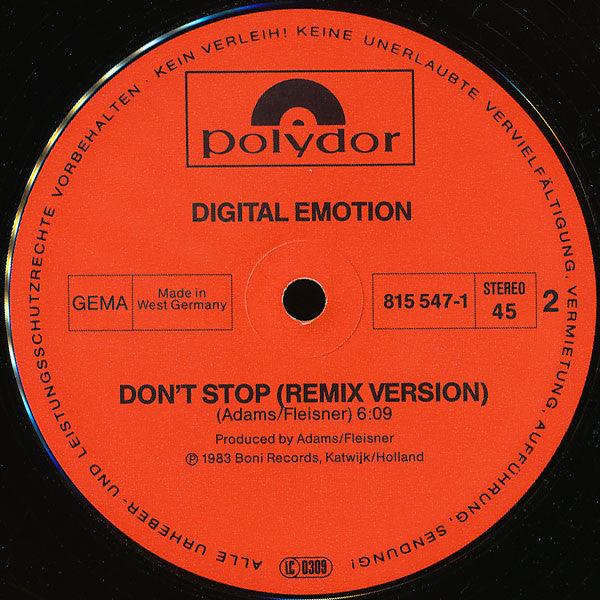 ALLE URHEBER- UND LEISTUNGSSCHUTZRECHTE VORBEHALTEN · KEIN VERLEIH! KEINE UNERLAUBTE VERVIELFÄLTIGUNG, VERMIETUNG, AUFFÜHRUNG, SENDUNG!
polydor
DIGITAL EMOTION
GEMA
Made in
West Germany
815 547-1
STEREO
45
2
DON'T STOP (REMIX VERSION)
(Adams/Fleisner) 6:09
Produced by Adams/Fleisner
℗ 1983 Boni Records, Katwijk/Holland
LC 0309